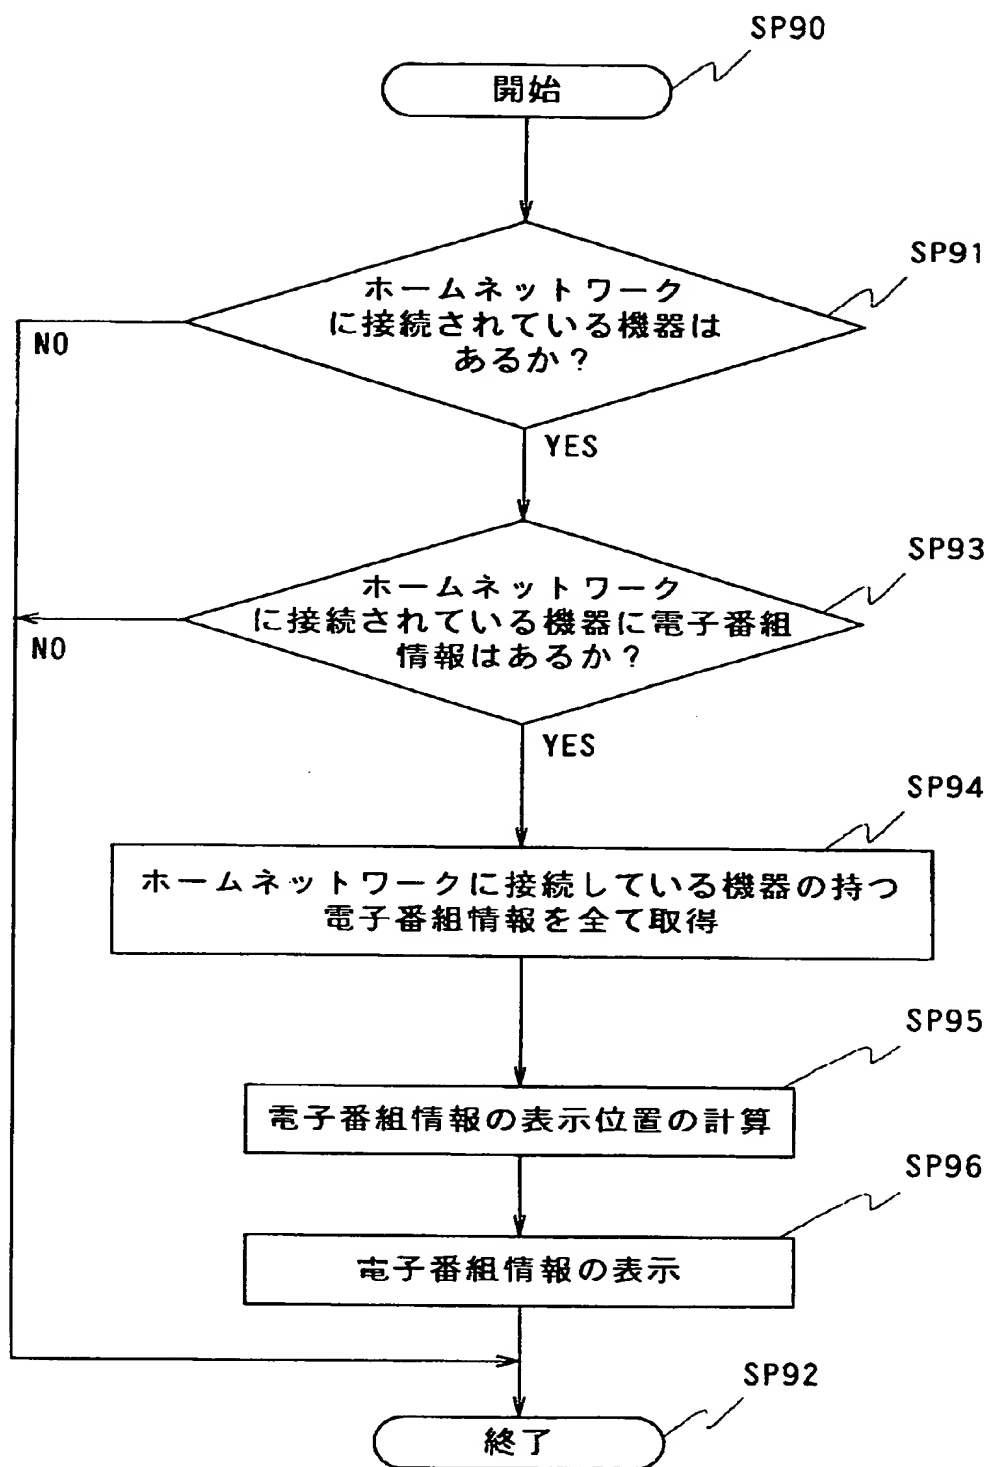 SP90
開始
SP91
ホームネットワーク
に接続されている機器は
あるか？
NO
YES
SP93
ホームネットワーク
に接続されている機器に電子番組
情報はあるか？
NO
YES
SP94
ホームネットワークに接続している機器の持つ
電子番組情報を全て取得
SP95
電子番組情報の表示位置の計算
SP96
電子番組情報の表示
SP92
終了